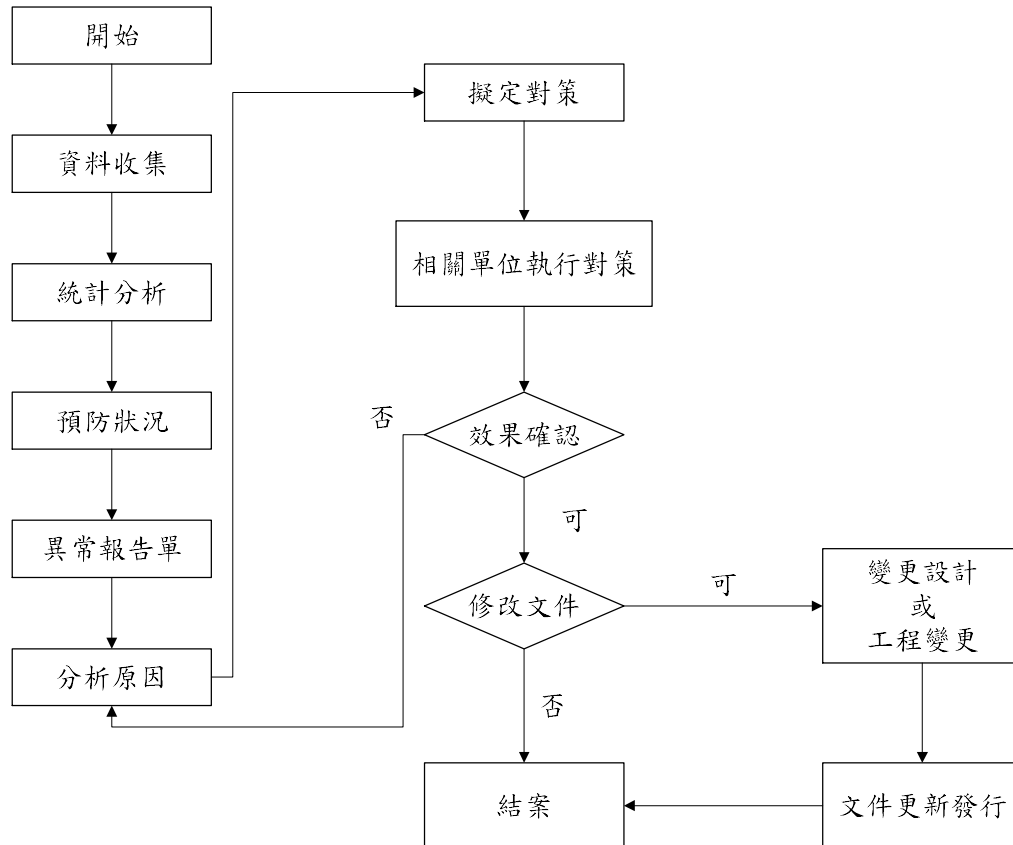 開始
資料收集
統計分析
預防狀況
異常報告單
分析原因
擬定對策
相關單位執行對策
效果確認
否
可
修改文件
可
否
變更設計
或
工程變更
文件更新發行
結案